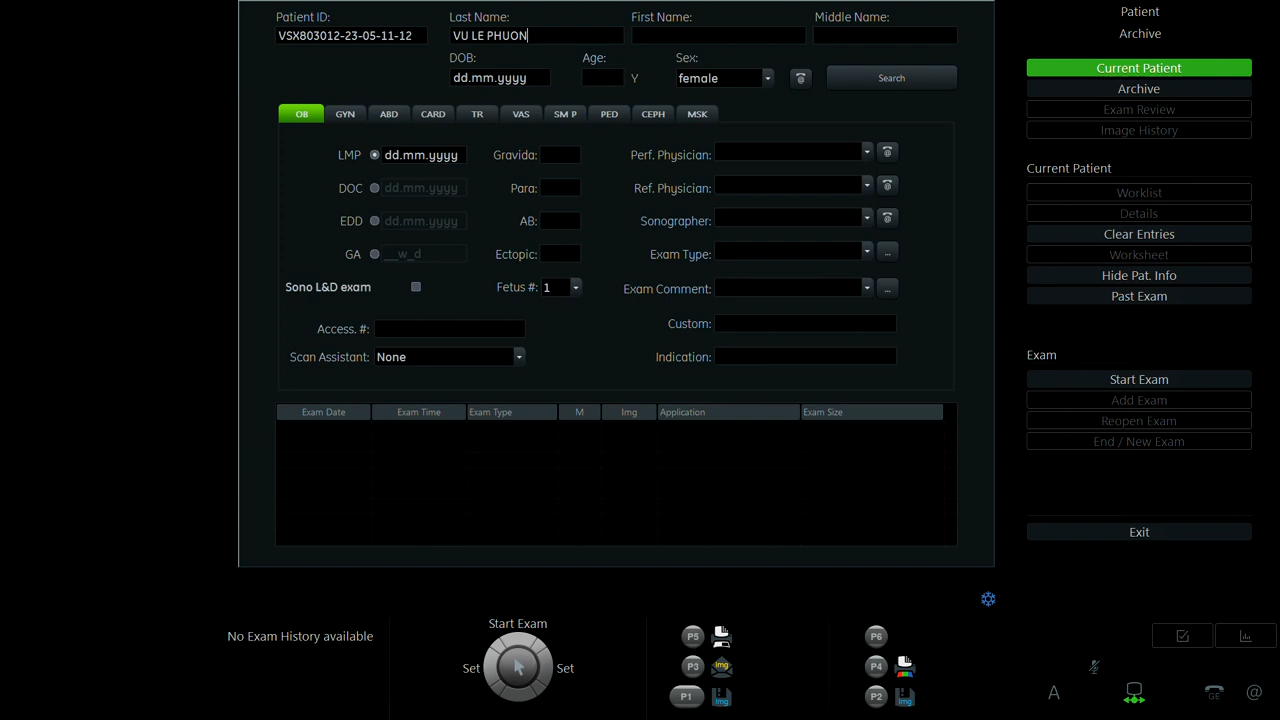 Patient ID: Last Name: First Name: Middle Name:
VSX803012-23-05-11-12 VU LE PHUON
DOB: Age: Sex:
dd.mm.yyyy Y female Search
OB GYN ABD CARD TR VAS SM P PED CEPH MSK
LMP dd.mm.yyyy Gravida: Perf. Physician:
DOC dd.mm.yyyy Para: Ref. Physician:
EDD dd.mm.yyyy AB: Sonographer:
GA __w_d Ectopic: Exam Type: ...
Sono L&D exam Fetus #: 1 Exam Comment: ...
Access. #: Custom:
Scan Assistant: None Indication:
Exam Date Exam Time Exam Type M Img Application Exam Size
Patient
Archive
Current Patient
Archive
Exam Review
Image History
Current Patient
Worklist
Details
Clear Entries
Worksheet
Hide Pat. Info
Past Exam
Exam
Start Exam
Add Exam
Reopen Exam
End / New Exam
Exit
No Exam History available
Start Exam
Set Set
P5 P6
P3 Img P4
P1 Img P2 Img
A GE @